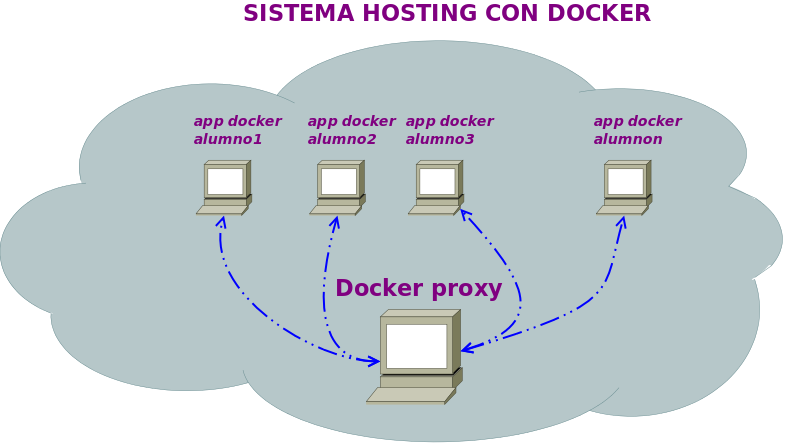 SISTEMA HOSTING CON DOCKER
app docker
alumno1
app docker
alumno2
app docker
alumno3
app docker
alumnon
Docker proxy